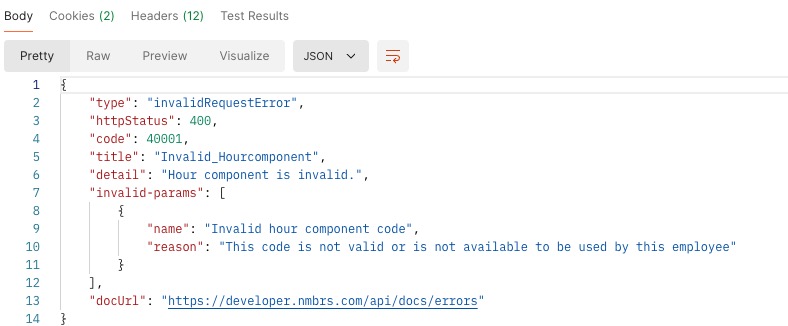 Body Cookies (2) Headers (12) Test Results
Pretty Raw Preview Visualize JSON
1 {
2 "type": "invalidRequestError",
3 "httpStatus": 400,
4 "code": 40001,
5 "title": "Invalid_Hourcomponent",
6 "detail": "Hour component is invalid.",
7 "invalid-params": [
8 {
9 "name": "Invalid hour component code",
10 "reason": "This code is not valid or is not available to be used by this employee"
11 }
12 ],
13 "docUrl": "https://developer.nmbrs.com/api/docs/errors"
14 }